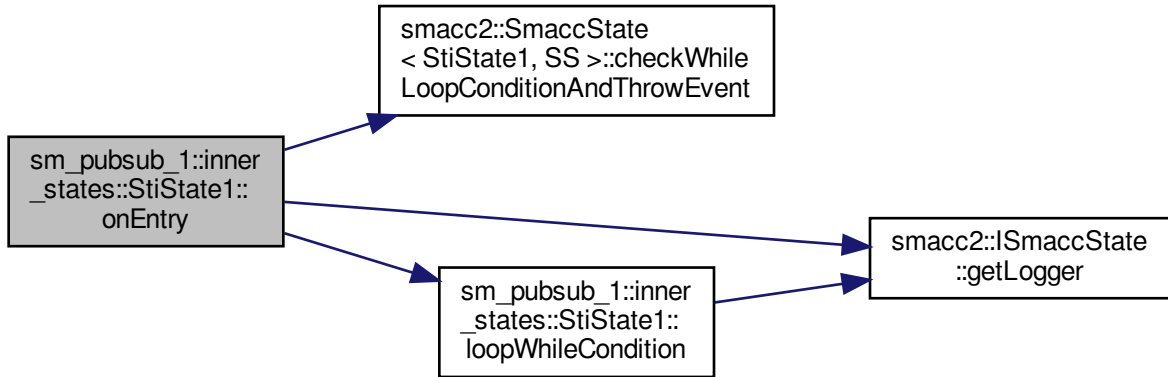 smacc2::SmaccState
< StiState1, SS >::checkWhile
LoopConditionAndThrowEvent
sm_pubsub_1::inner
_states::StiState1::
onEntry
smacc2::ISmaccState
::getLogger
sm_pubsub_1::inner
_states::StiState1::
loopWhileCondition